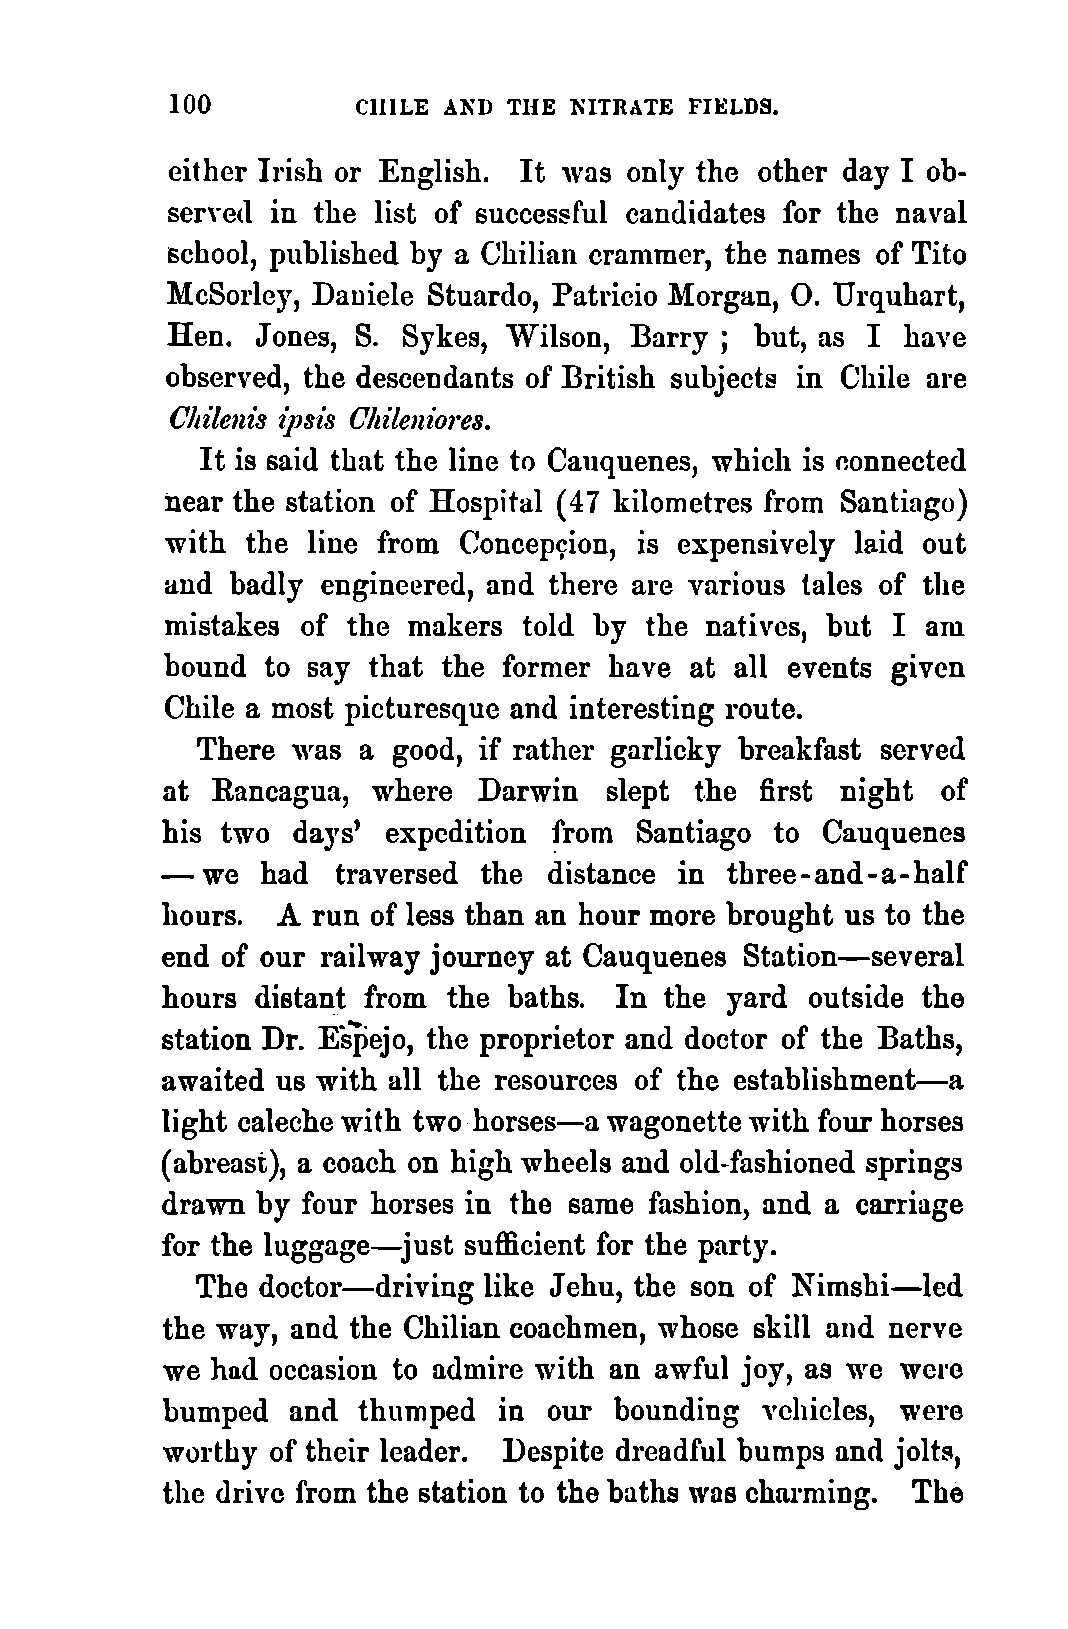 100 CHILE AND THE NITRATE FIELDS.
either Irish or English. It was only the other day I ob-
served in the list of successful candidates for the naval
school, published by a Chilian crammer, the names of Tito
McSorley, Daniele Stuardo, Patricio Morgan, O. Urquhart,
Hen. Jones, S. Sykes, Wilson, Barry ; but, as I have
observed, the descendants of British subjects in Chile are
Chilenis ipsis Chileniores.
It is said that the line to Cauquenes, which is connected
near the station of Hospital (47 kilometres from Santiago)
with the line from Concepçion, is expensively laid out
and badly engineered, and there are various tales of the
mistakes of the makers told by the natives, but I am
bound to say that the former have at all events given
Chile a most picturesque and interesting route.
There was a good, if rather garlicky breakfast served
at Rancagua, where Darwin slept the first night of
his two days' expedition from Santiago to Cauquenes
— we had traversed the distance in three-and-a-half
hours. A run of less than an hour more brought us to the
end of our railway journey at Cauquenes Station—several
hours distant from the baths. In the yard outside the
station Dr. Espejo, the proprietor and doctor of the Baths,
awaited us with all the resources of the establishment—a
light caleche with two horses—a wagonette with four horses
(abreast), a coach on high wheels and old-fashioned springs
drawn by four horses in the same fashion, and a carriage
for the luggage—just sufficient for the party.
The doctor—driving like Jehu, the son of Nimshi—led
the way, and the Chilian coachmen, whose skill and nerve
we had occasion to admire with an awful joy, as we were
bumped and thumped in our bounding vehicles, were
worthy of their leader. Despite dreadful bumps and jolts,
the drive from the station to the baths was charming. The